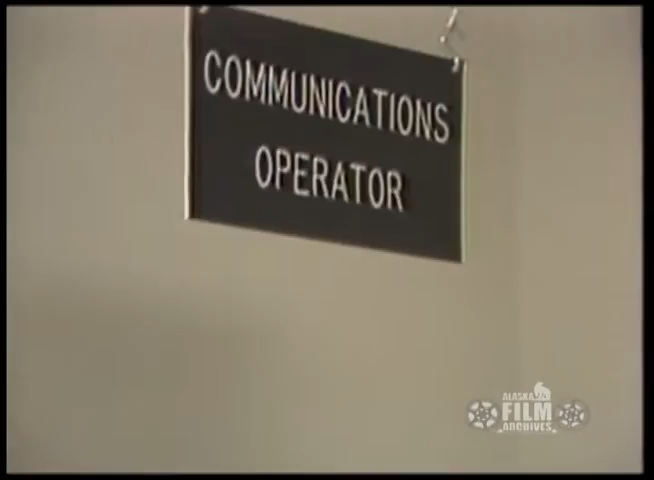 COMMUNICATIONS
OPERATOR
ALASKA
FILM
ARCHIVES